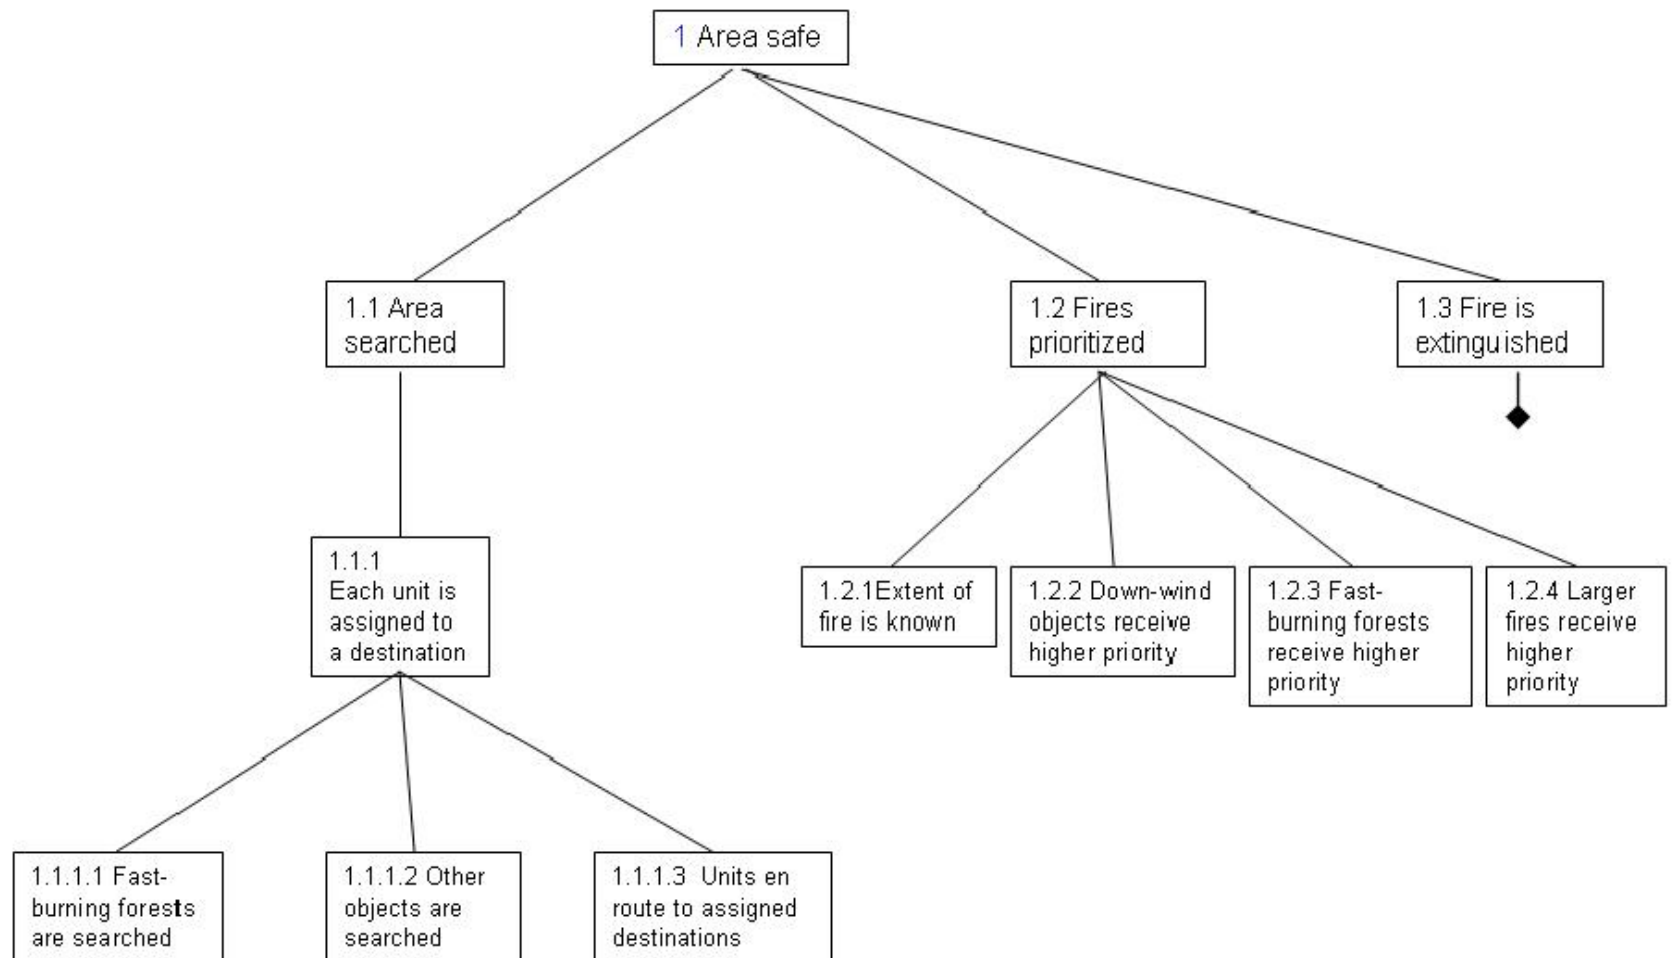 1 Area safe
1.1 Area
searched
1.2 Fires
prioritized
1.3 Fire is
extinguished
1.1.1
Each unit is
assigned to
a destination
1.2.1Extent of
fire is known
1.2.2 Down-wind
objects receive
higher priority
1.2.3 Fast-
burning forests
receive higher
priority
1.2.4 Larger
fires receive
higher
priority
1.1.1.1 Fast-
burning forests
are searched
1.1.1.2 Other
objects are
searched
1.1.1.3 Units en
route to assigned
destinations